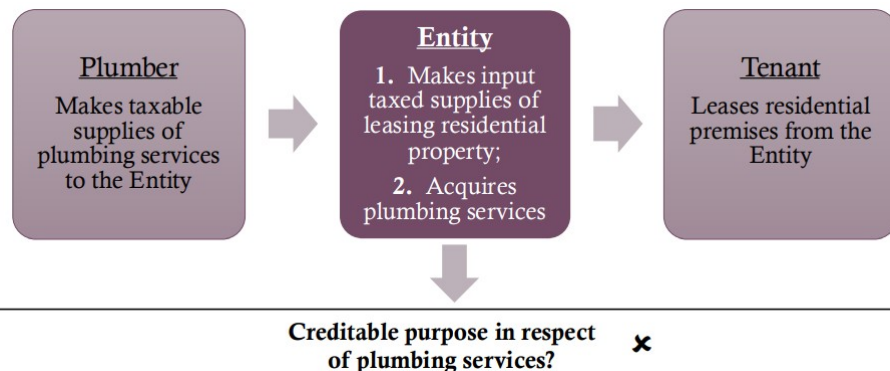 Plumber
Makes taxable
supplies of
plumbing services
to the Entity
Entity
1. Makes input
taxed supplies of
leasing residential
property;
2. Acquires
plumbing services
Tenant
Leases residential
premises from the
Entity
Creditable purpose in respect
of plumbing services? ×